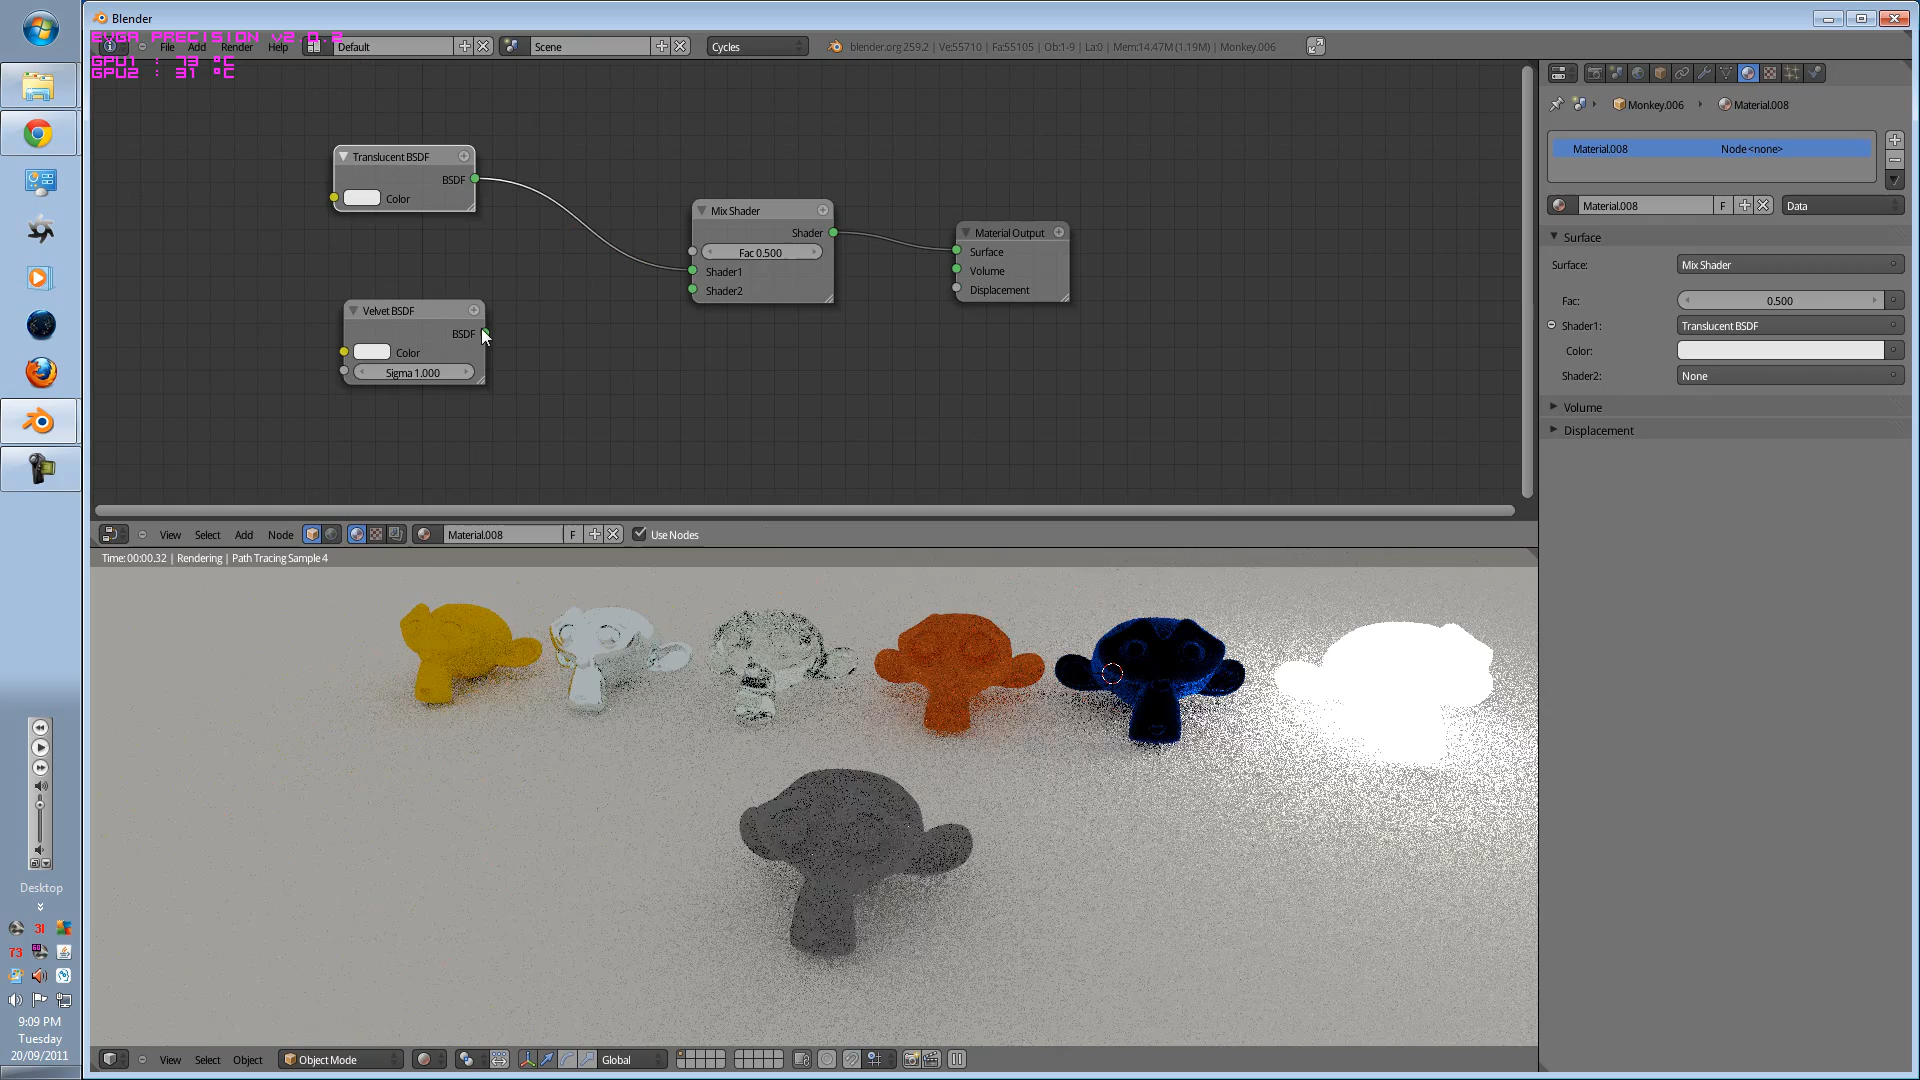 Blender
EVGA PRECISION v2.0.2
GPU1 : 73 °C
GPU2 : 31 °C
File Add Render Help Default Scene Cycles blender.org 259.2 | Ve:55710 | Fa:55105 | Ob:1-9 | La:0 | Mem:14.47M (1.19M) | Monkey.006
Monkey.006 Material.008
Material.008 Node <none>
Material.008 F Data
Translucent BSDF
BSDF
Color
Velvet BSDF
BSDF
Color
Sigma 1.000
Mix Shader
Shader
Fac 0.500
Shader1
Shader2
Material Output
Surface
Volume
Displacement
Surface
Surface: Mix Shader
Fac: 0.500
Shader1: Translucent BSDF
Color:
Shader2: None
Volume
Displacement
View Select Add Node Material.008 F Use Nodes
Time:00:00.32 | Rendering | Path Tracing Sample 4
View Select Object Object Mode Global
Desktop
31
73
9:09 PM
Tuesday
20/09/2011